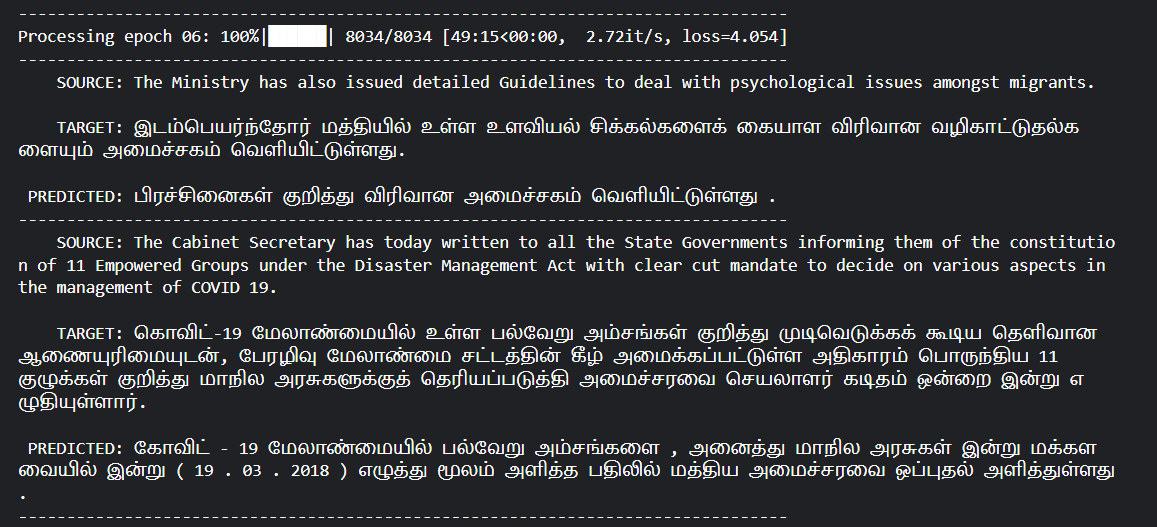 --------------------------------------------------------------------------------
Processing epoch 06: 100%|██████| 8034/8034 [49:15<00:00,  2.72it/s, loss=4.054]
--------------------------------------------------------------------------------
    SOURCE: The Ministry has also issued detailed Guidelines to deal with psychological issues amongst migrants.
    TARGET: இடம்பெயர்ந்தோர் மத்தியில் உள்ள உளவியல் சிக்கல்களைக் கையாள விரிவான வழிகாட்டுதல்க
ளையும் அமைச்சகம் வெளியிட்டுள்ளது.
 PREDICTED: பிரச்சினைகள் குறித்து விரிவான அமைச்சகம் வெளியிட்டுள்ளது .
--------------------------------------------------------------------------------
    SOURCE: The Cabinet Secretary has today written to all the State Governments informing them of the constitutio
n of 11 Empowered Groups under the Disaster Management Act with clear cut mandate to decide on various aspects in
the management of COVID 19.
    TARGET: கொவிட்-19 மேலாண்மையில் உள்ள பல்வேறு அம்சங்கள் குறித்து முடிவெடுக்கக் கூடிய தெளிவான
ஆணையுரிமையுடன், பேரழிவு மேலாண்மை சட்டத்தின் கீழ் அமைக்கப்பட்டுள்ள அதிகாரம் பொருந்திய 11
குழுக்கள் குறித்து மாநில அரசுகளுக்குத் தெரியப்படுத்தி அமைச்சரவை செயலாளர் கடிதம் ஒன்றை இன்று எ
ழுதியுள்ளார்.
 PREDICTED: கோவிட் - 19 மேலாண்மையில் பல்வேறு அம்சங்களை , அனைத்து மாநில அரசுகள் இன்று மக்கள
வையில் இன்று ( 19 . 03 . 2018 ) எழுத்து மூலம் அளித்த பதிலில் மத்திய அமைச்சரவை ஒப்புதல் அளித்துள்ளது
.
--------------------------------------------------------------------------------